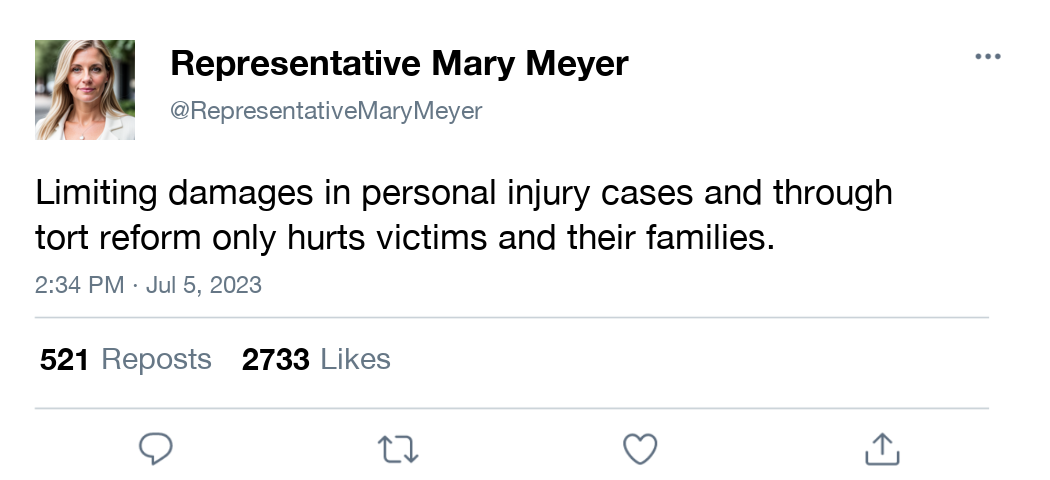 Representative Mary Meyer
@RepresentativeMaryMeyer
Limiting damages in personal injury cases and through
tort reform only hurts victims and their families.
2:34 PM · Jul 5, 2023
521 Reposts 2733 Likes